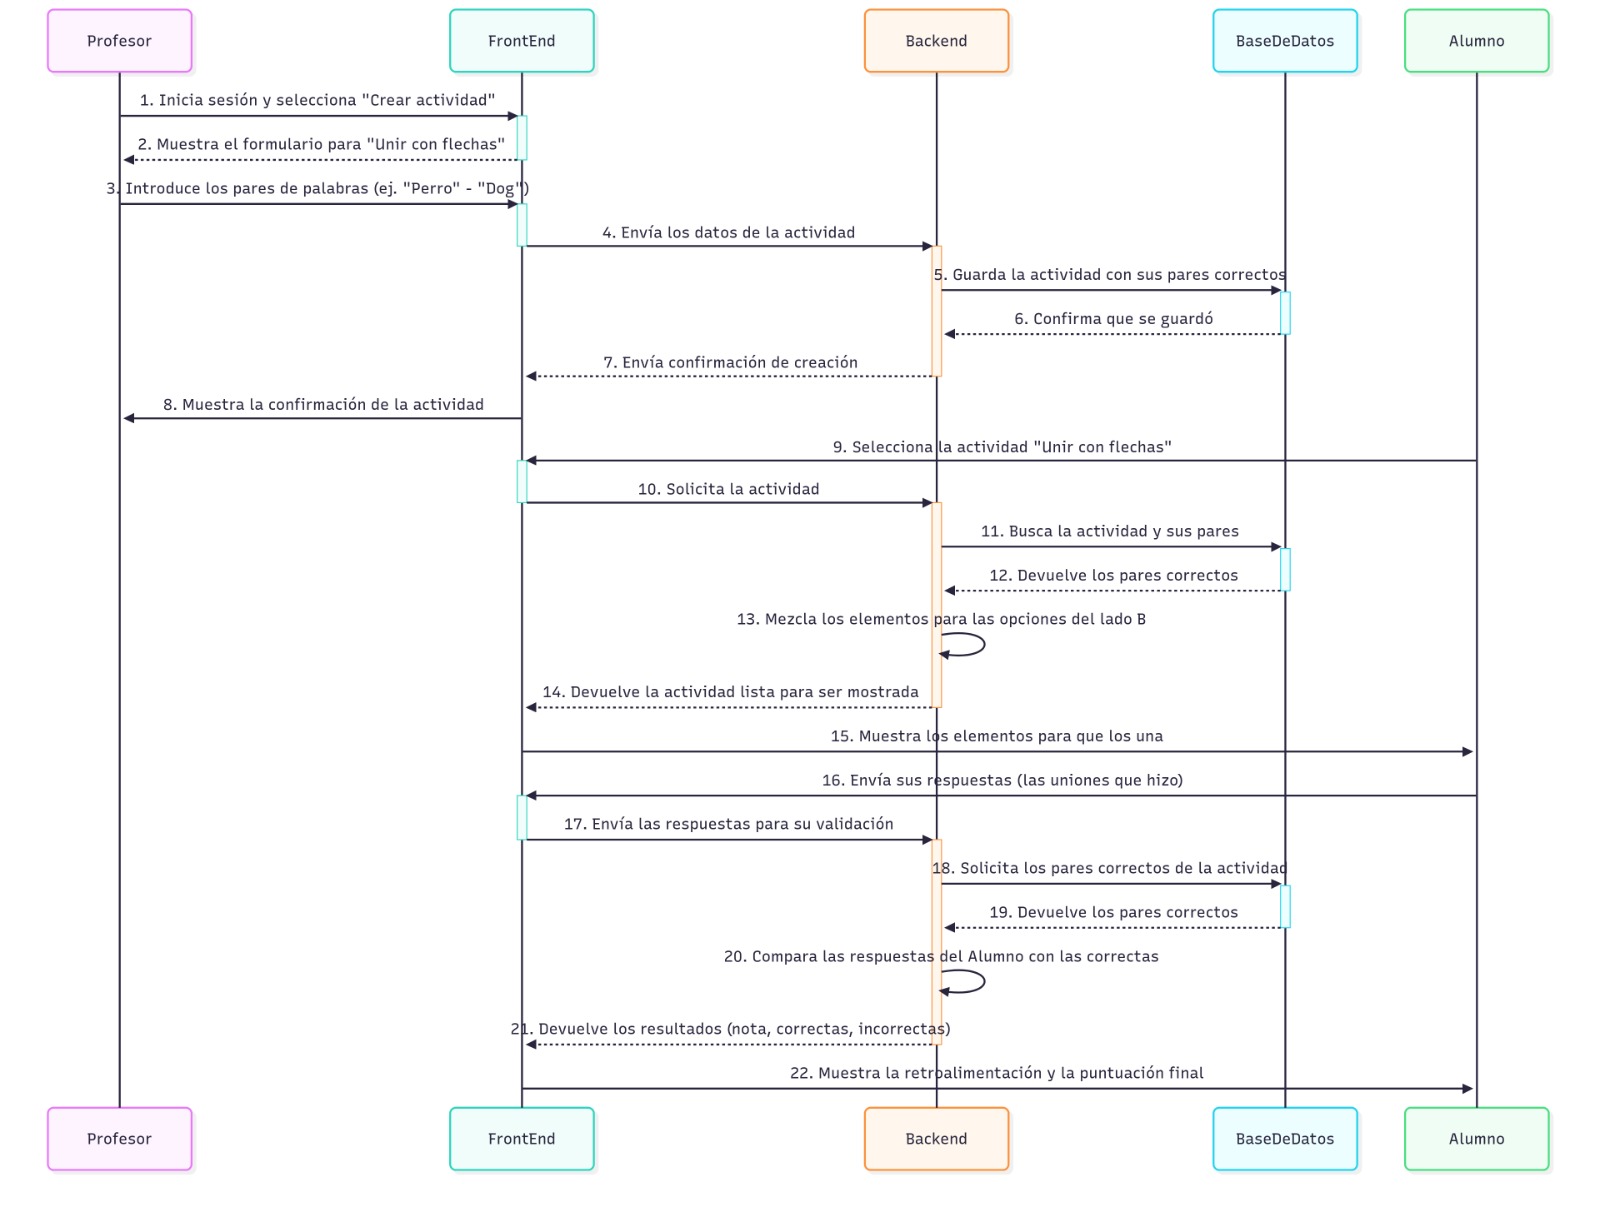 Profesor
FrontEnd
Backend
BaseDeDatos
Alumno
1. Inicia sesión y selecciona "Crear actividad"
2. Muestra el formulario para "Unir con flechas"
3. Introduce los pares de palabras (ej. "Perro" - "Dog")
4. Envía los datos de la actividad
5. Guarda la actividad con sus pares correctos
6. Confirma que se guardó
7. Envía confirmación de creación
8. Muestra la confirmación de la actividad
9. Selecciona la actividad "Unir con flechas"
10. Solicita la actividad
11. Busca la actividad y sus pares
12. Devuelve los pares correctos
13. Mezcla los elementos para las opciones del lado B
14. Devuelve la actividad lista para ser mostrada
15. Muestra los elementos para que los una
16. Envía sus respuestas (las uniones que hizo)
17. Envía las respuestas para su validación
18. Solicita los pares correctos de la actividad
19. Devuelve los pares correctos
20. Compara las respuestas del Alumno con las correctas
21. Devuelve los resultados (nota, correctas, incorrectas)
22. Muestra la retroalimentación y la puntuación final
Profesor
FrontEnd
Backend
BaseDeDatos
Alumno